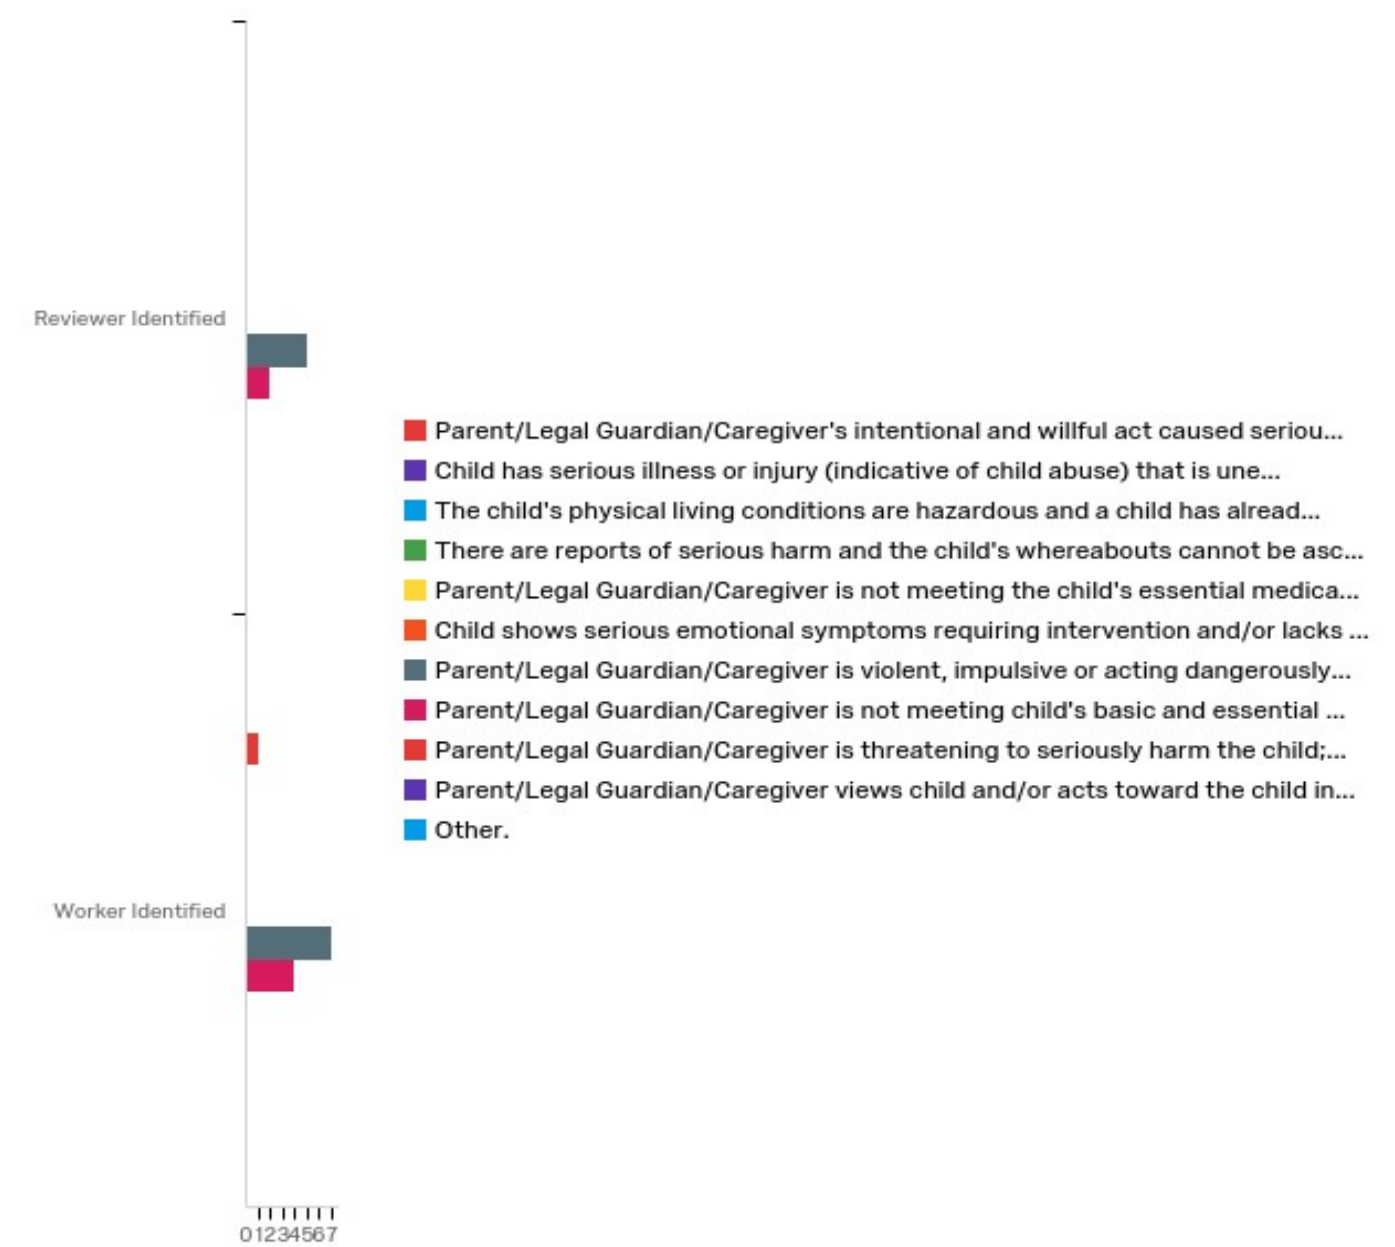 Reviewer Identified
Parent/Legal Guardian/Caregiver's intentional and willful act caused seriou...
Child has serious illness or injury (indicative of child abuse) that is une...
The child's physical living conditions are hazardous and a child has alread...
There are reports of serious harm and the child's whereabouts cannot be asc...
Parent/Legal Guardian/Caregiver is not meeting the child's essential medica...
Child shows serious emotional symptoms requiring intervention and/or lacks ...
Parent/Legal Guardian/Caregiver is violent, impulsive or acting dangerously...
Parent/Legal Guardian/Caregiver is not meeting child's basic and essential ...
Parent/Legal Guardian/Caregiver is threatening to seriously harm the child;...
Parent/Legal Guardian/Caregiver views child and/or acts toward the child in...
Other.
Worker Identified
01234567